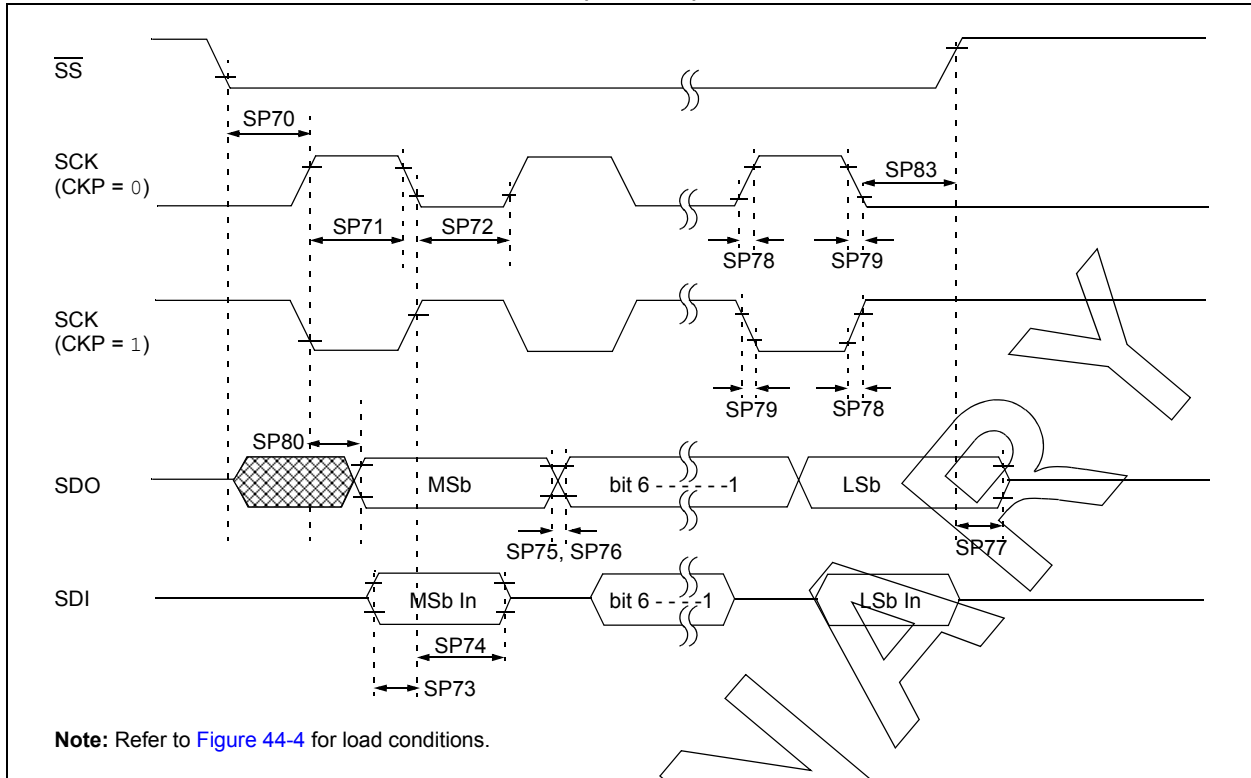 SS
SP70
SCK
(CKP = 0)
SP83
SP71
SP72
SP78
SP79
SCK
(CKP = 1)
SP79
SP78
SP80
SDO
MSb
bit 6 - - - - - -1
LSb
SP75, SP76
SP77
SDI
MSb In
bit 6 - - - -1
LSb In
SP74
SP73
Note: Refer to Figure 44-4 for load conditions.